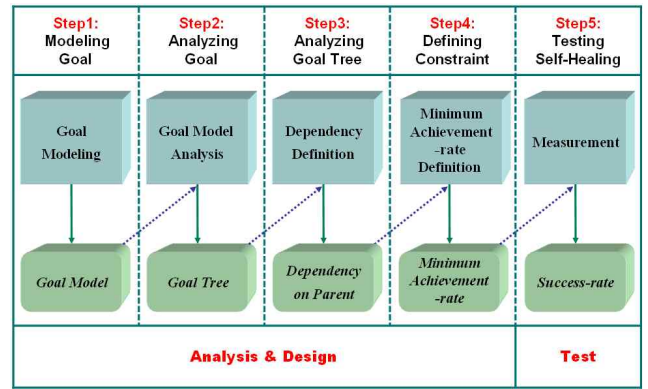 Step1:
Modeling
Goal
Step2:
Analyzing
Goal
Step3:
Analyzing
Goal Tree
Step4:
Defining
Constraint
Step5:
Testing
Self-Healing
Goal
Modeling
Goal Model
Analysis
Dependency
Definition
Minimum
Achievement
-rate
Definition
Measurement
Goal Model
Goal Tree
Dependency
on Parent
Minimum
Achievement
-rate
Success-rate
Analysis & Design
Test